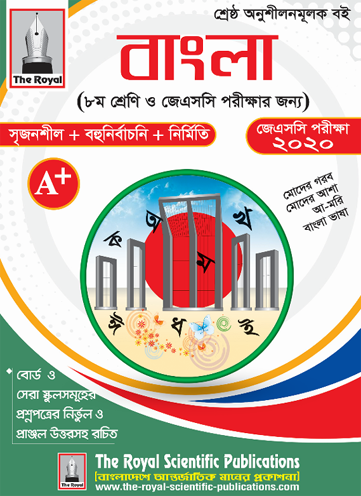 The Royal
শ্রেষ্ঠ অনুশীলনমূলক বই
বাংলা
(৮ম শ্রেণি ও জেএসসি পরীক্ষার জন্য)
সৃজনশীল + বহুনির্বাচনি + নির্মিতি
জেএসসি পরীক্ষা
২০২০
A+
মোদের গরব
মোদের আশা
আ-মরি
বাংলা ভাষা
অ
খ
ক
ম
ঈ
ধ
ই
* বোর্ড ও
সেরা স্কুলসমূহের
প্রশ্নপত্রের নির্ভুল ও
প্রাঞ্জল উত্তরসহ রচিত
The Royal
The Royal Scientific Publications
[বাংলাদেশে আন্তর্জাতিক মানের প্রকাশনা]
www.the-royal-scientific-publications.com